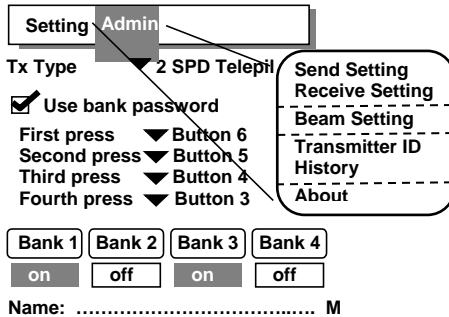 Setting Admin
Tx Type 2 SPD Telepil
Use bank password
First press Button 6
Second press Button 5
Third press Button 4
Fourth press Button 3
Send Setting
Receive Setting
Beam Setting
Transmitter ID
History
About
Bank 1 Bank 2 Bank 3 Bank 4
on off on off
Name: ……………………………..…. M